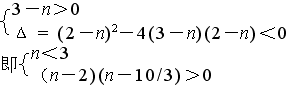 3-n>0
Δ = (2-n)²-4(3-n)(2-n)<0
即 n<3
(n-2)(n-10/3)>0